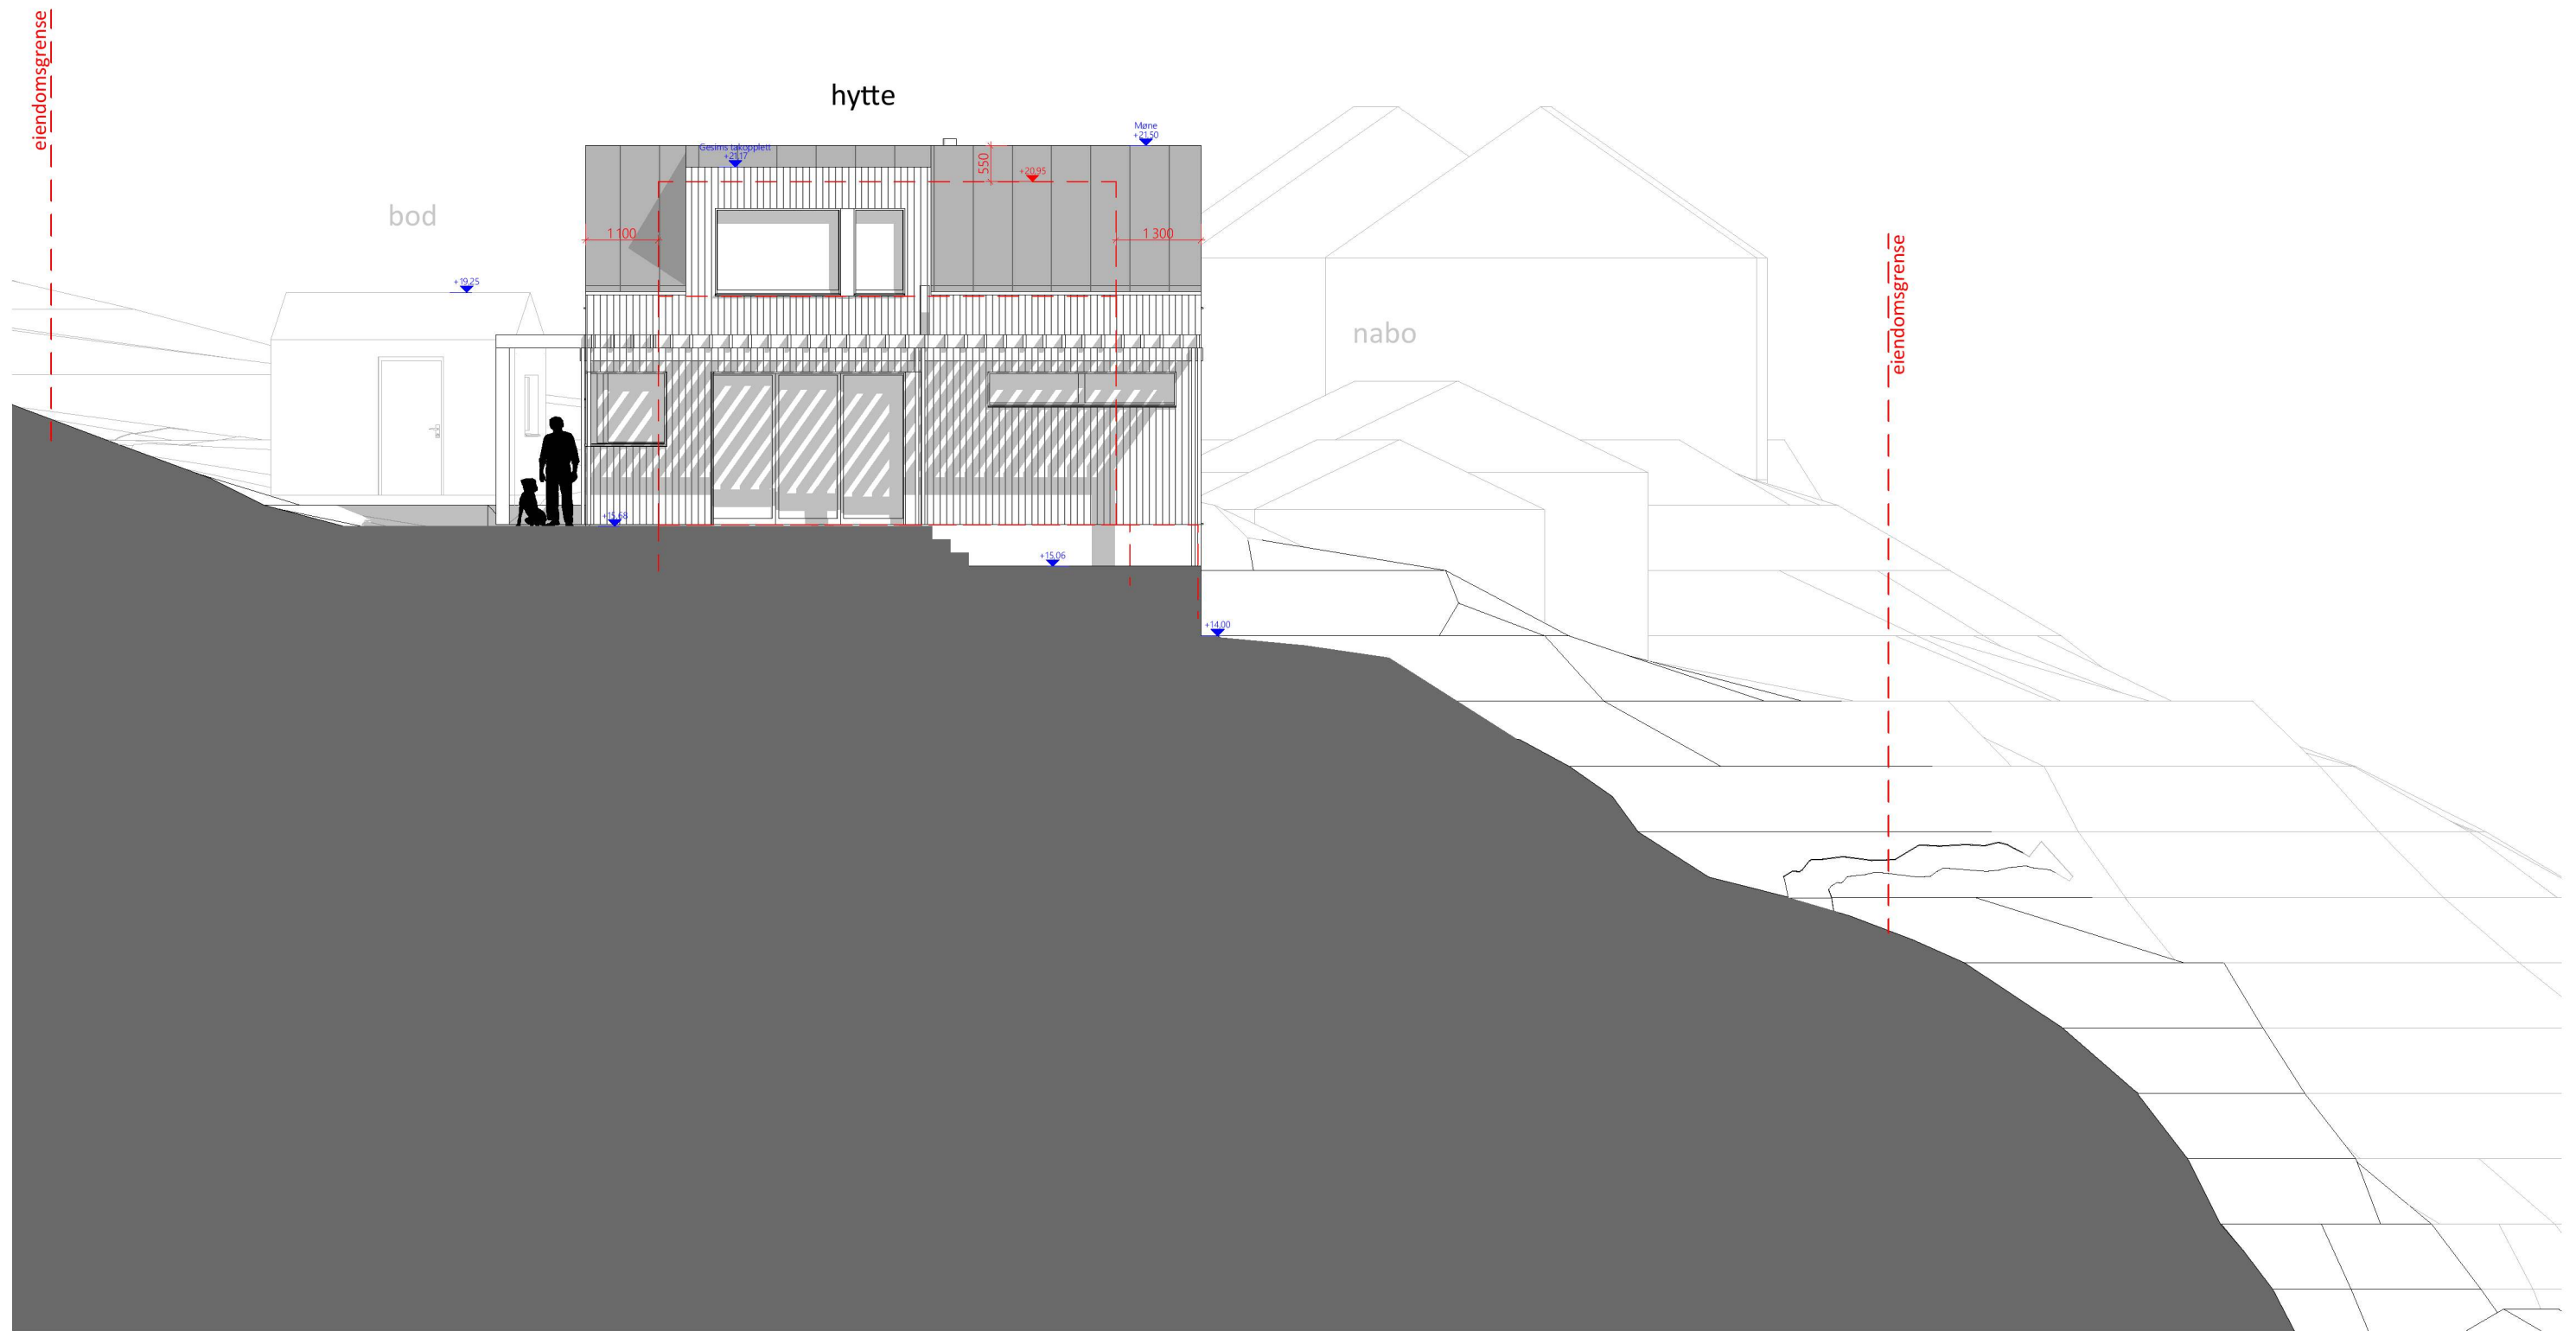 eiendomsgrense
hytte
Møne
+21.50
Gesims takopplett
+21.17
550
+20.95
bod
1 100
1 300
eiendomsgrense
+19.25
nabo
+15.68
+15.06
+14.00